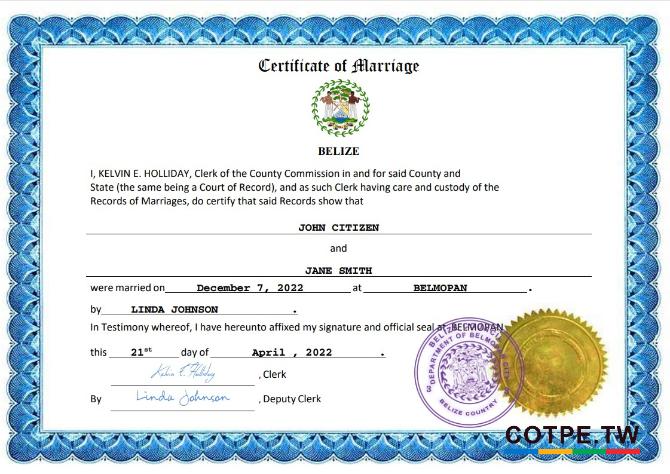 Certificate of Marriage
BELIZE
I, KELVIN E. HOLLIDAY, Clerk of the County Commission in and for said County and
State (the same being a Court of Record), and as such Clerk having care and custody of the
Records of Marriages, do certify that said Records show that
JOHN CITIZEN
and
JANE SMITH
were married on December 7, 2022 at BELMOPAN .
by LINDA JOHNSON .
In Testimony whereof, I have hereunto affixed my signature and official seal at BELMOPAN
this 21st day of April , 2022 .
Kelvin E. Holliday , Clerk
By Linda Johnson , Deputy Clerk
DEPARTMENT OF BELMOPAN
BELIZE COUNTRY
COTPE.TW